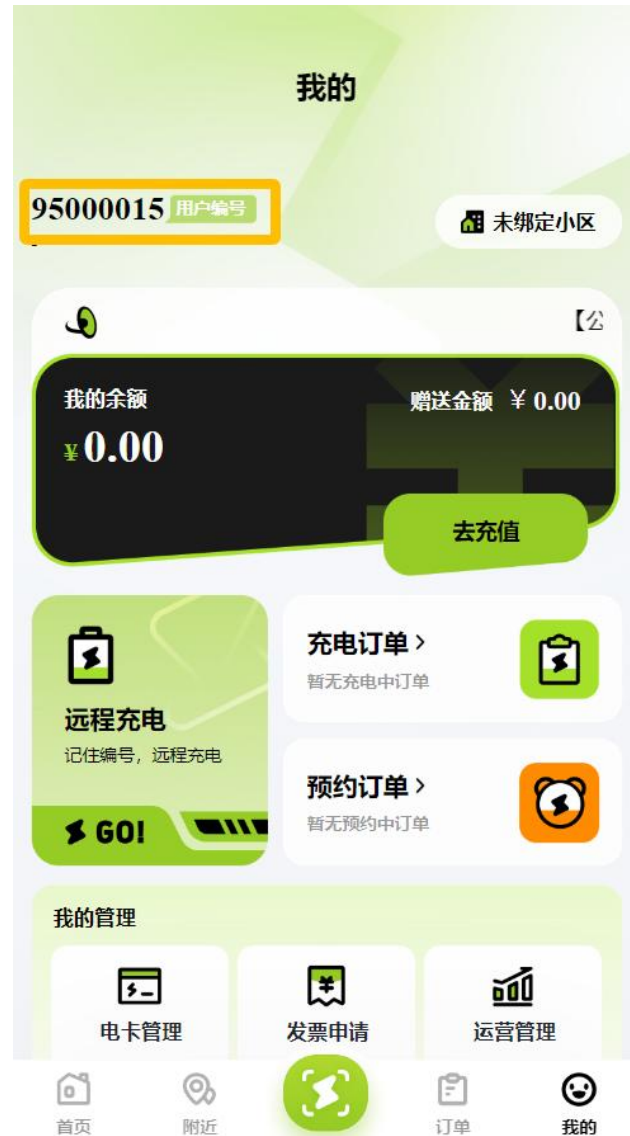 我的
95000015 用户编号
未绑定小区
【公
我的余额
赠送金额 ￥0.00
¥0.00
去充值
远程充电
记住编号，远程充电
GO!
充电订单 >
暂无充电中订单
预约订单 >
暂无预约中订单
我的管理
电卡管理
发票申请
运营管理
首页
附近
订单
我的